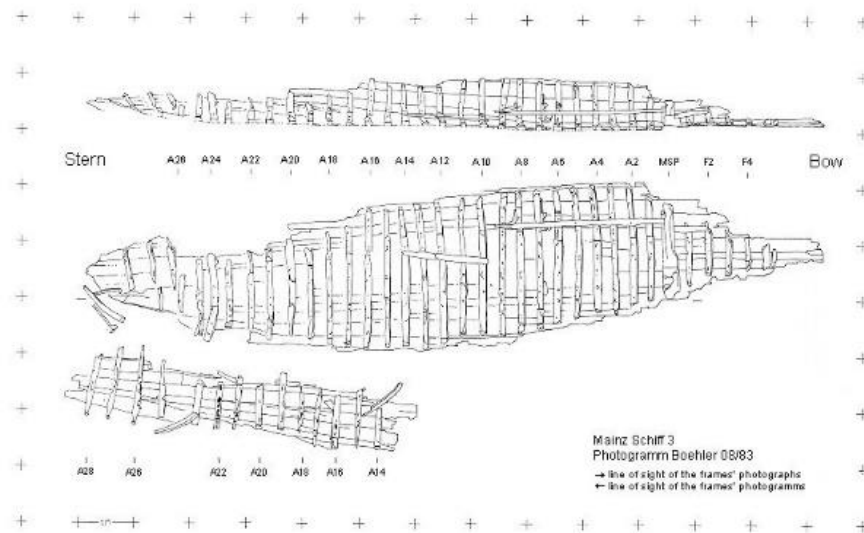 Stern A26 A24 A22 A20 A18 A16 A14 A12 A10 A8 A6 A4 A2 MSP F2 F4 Bow
A28 A26 A22 A20 A18 A16 A14
Mainz Schiff 3
Photogramm Boehler 08/83
→ line of sight of the frames' photographs
← line of sight of the frames' photogramms